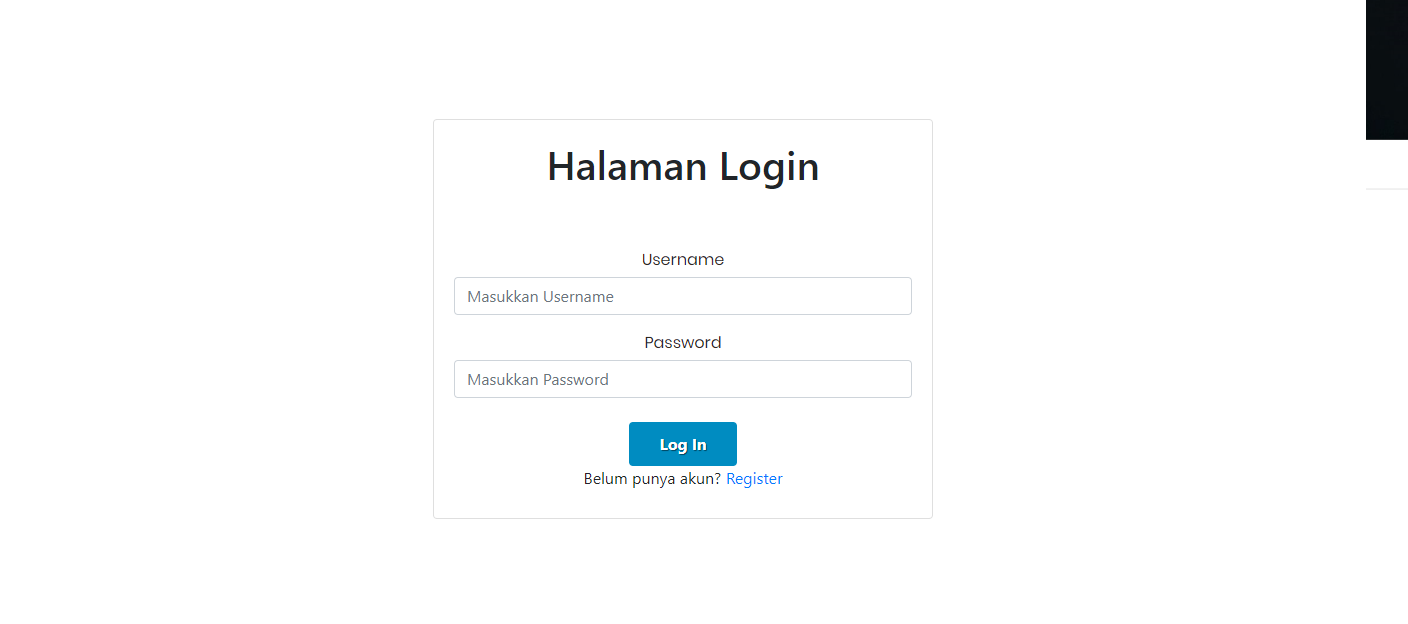 Halaman Login
Username
Masukkan Username
Password
Masukkan Password
Log In
Belum punya akun? Register